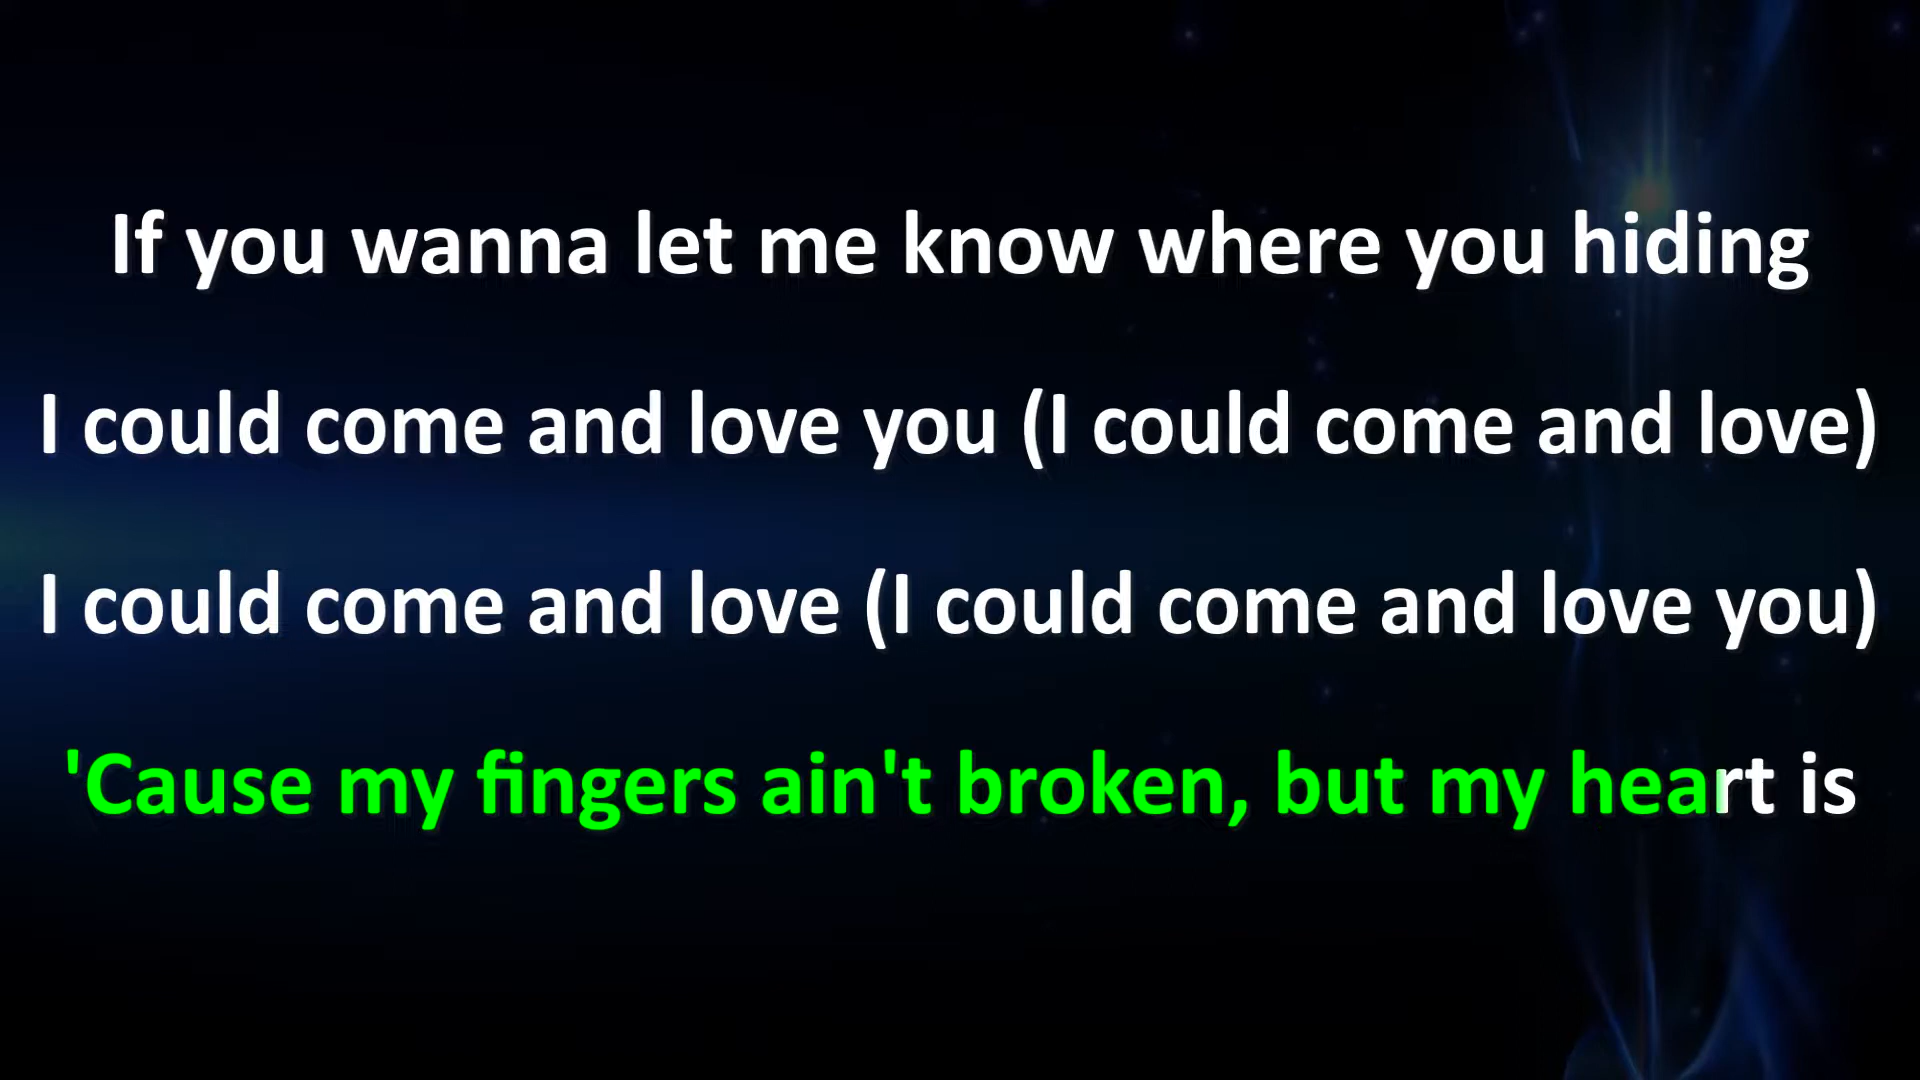 If you wanna let me know where you hiding
I could come and love you (I could come and love)
I could come and love (I could come and love you)
'Cause my fingers ain't broken, but my heart is